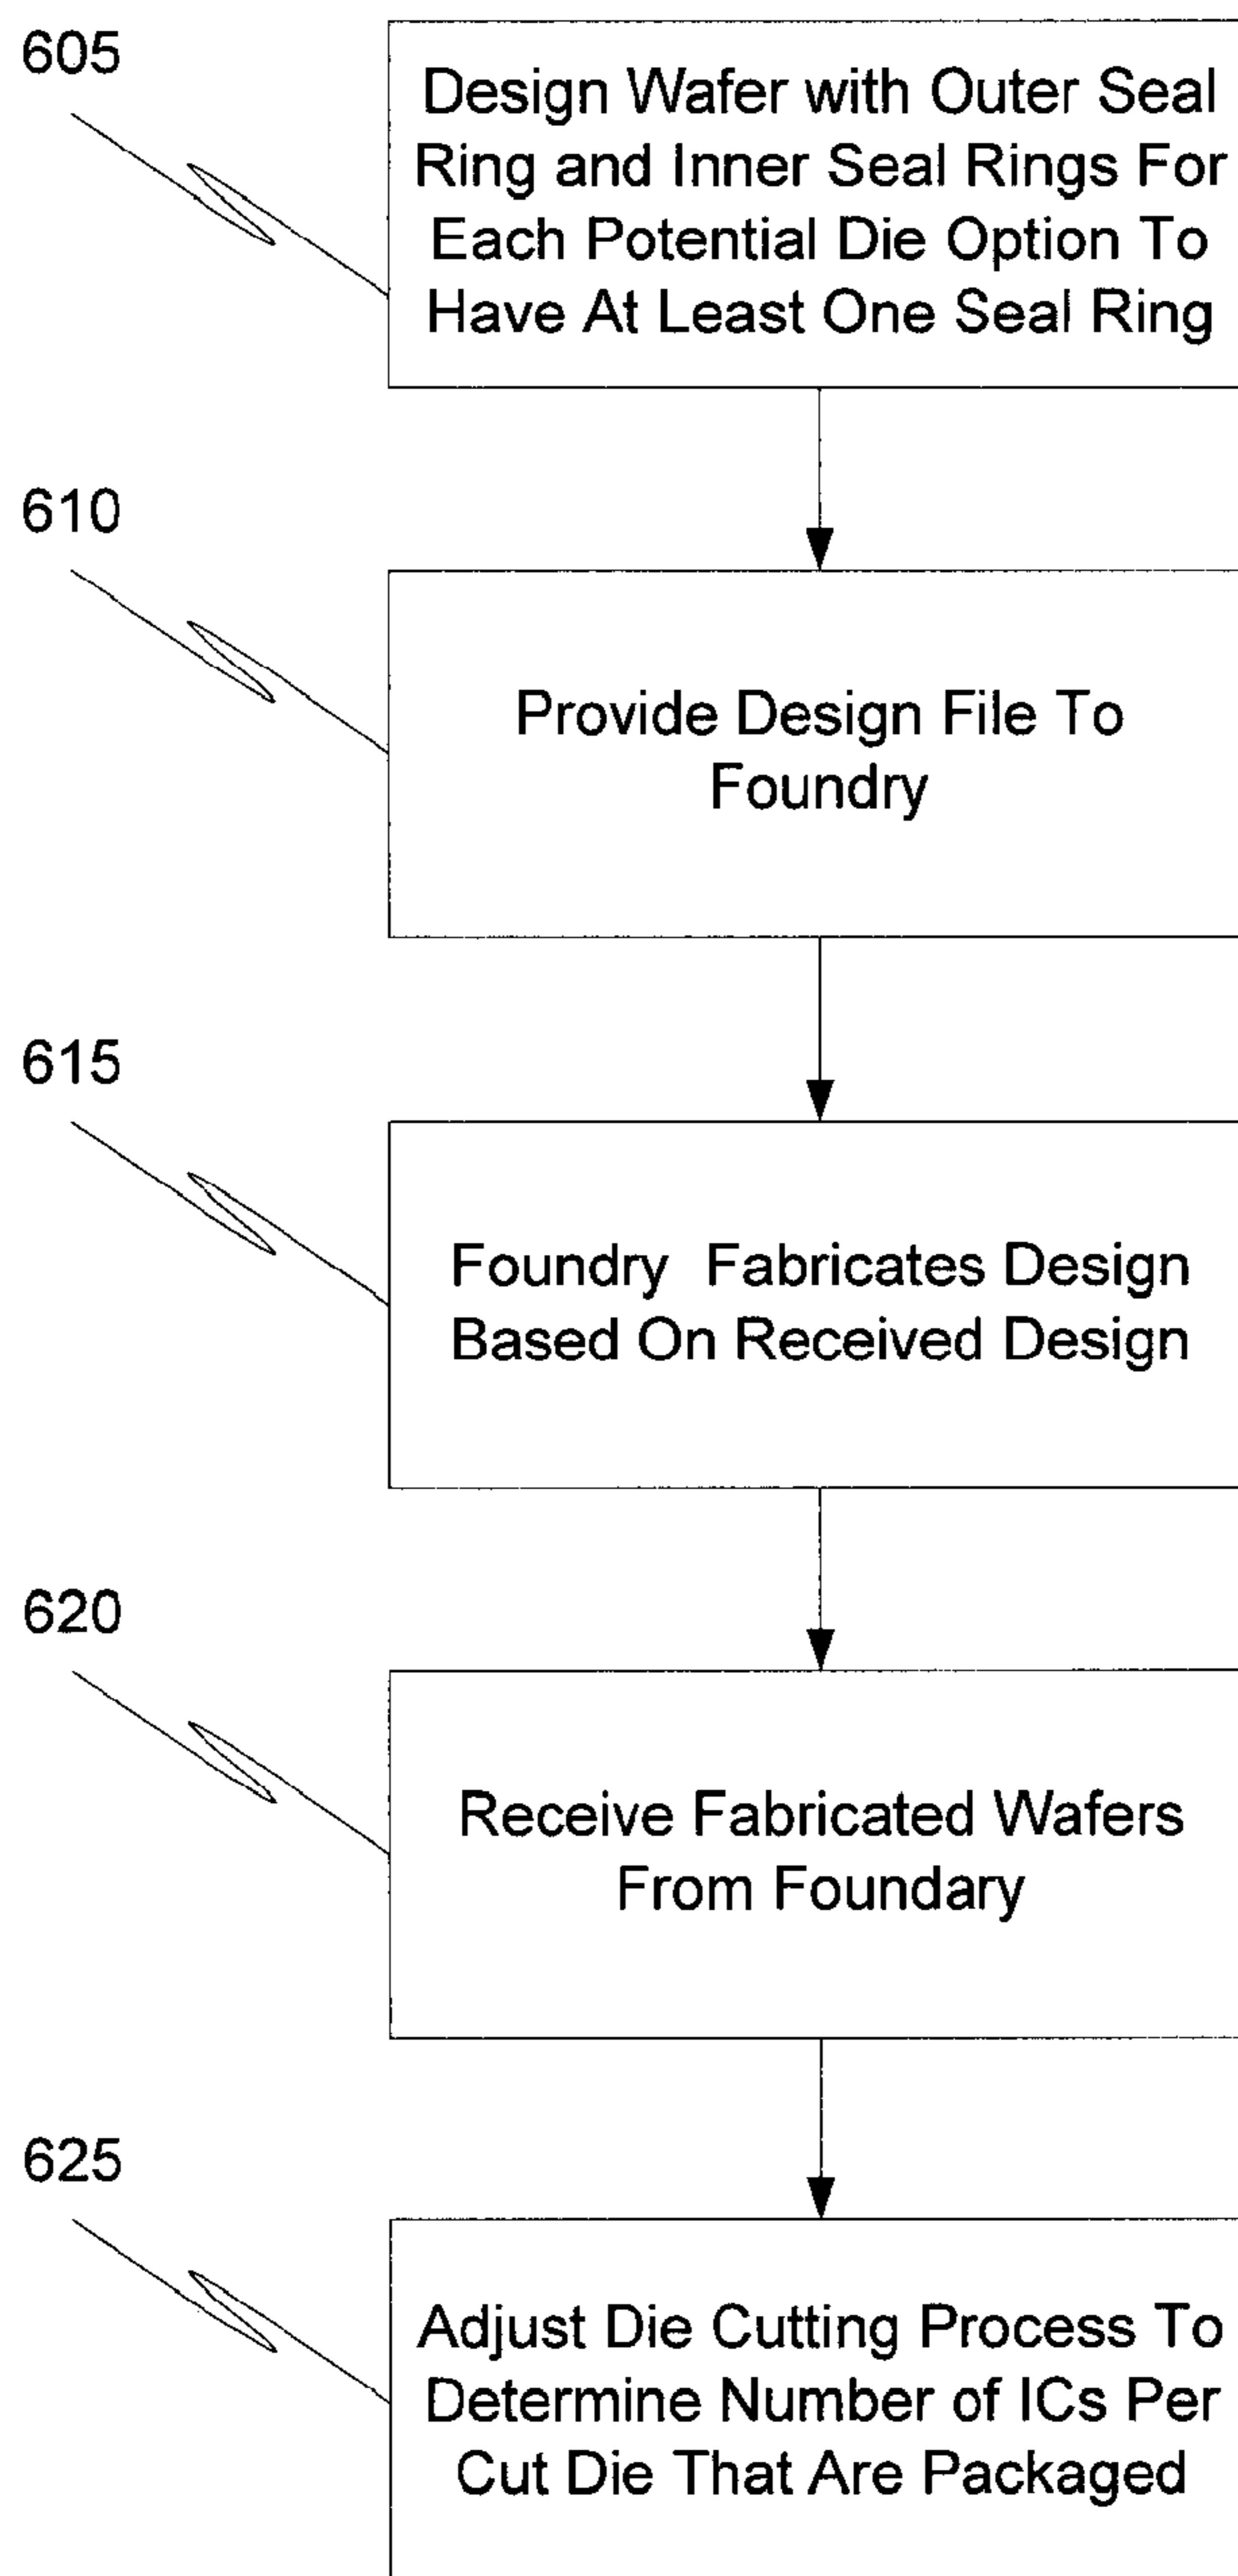 605
Design Wafer with Outer Seal
Ring and Inner Seal Rings For
Each Potential Die Option To
Have At Least One Seal Ring
610
Provide Design File To
Foundry
615
Foundry Fabricates Design
Based On Received Design
620
Receive Fabricated Wafers
From Foundary
625
Adjust Die Cutting Process To
Determine Number of ICs Per
Cut Die That Are Packaged